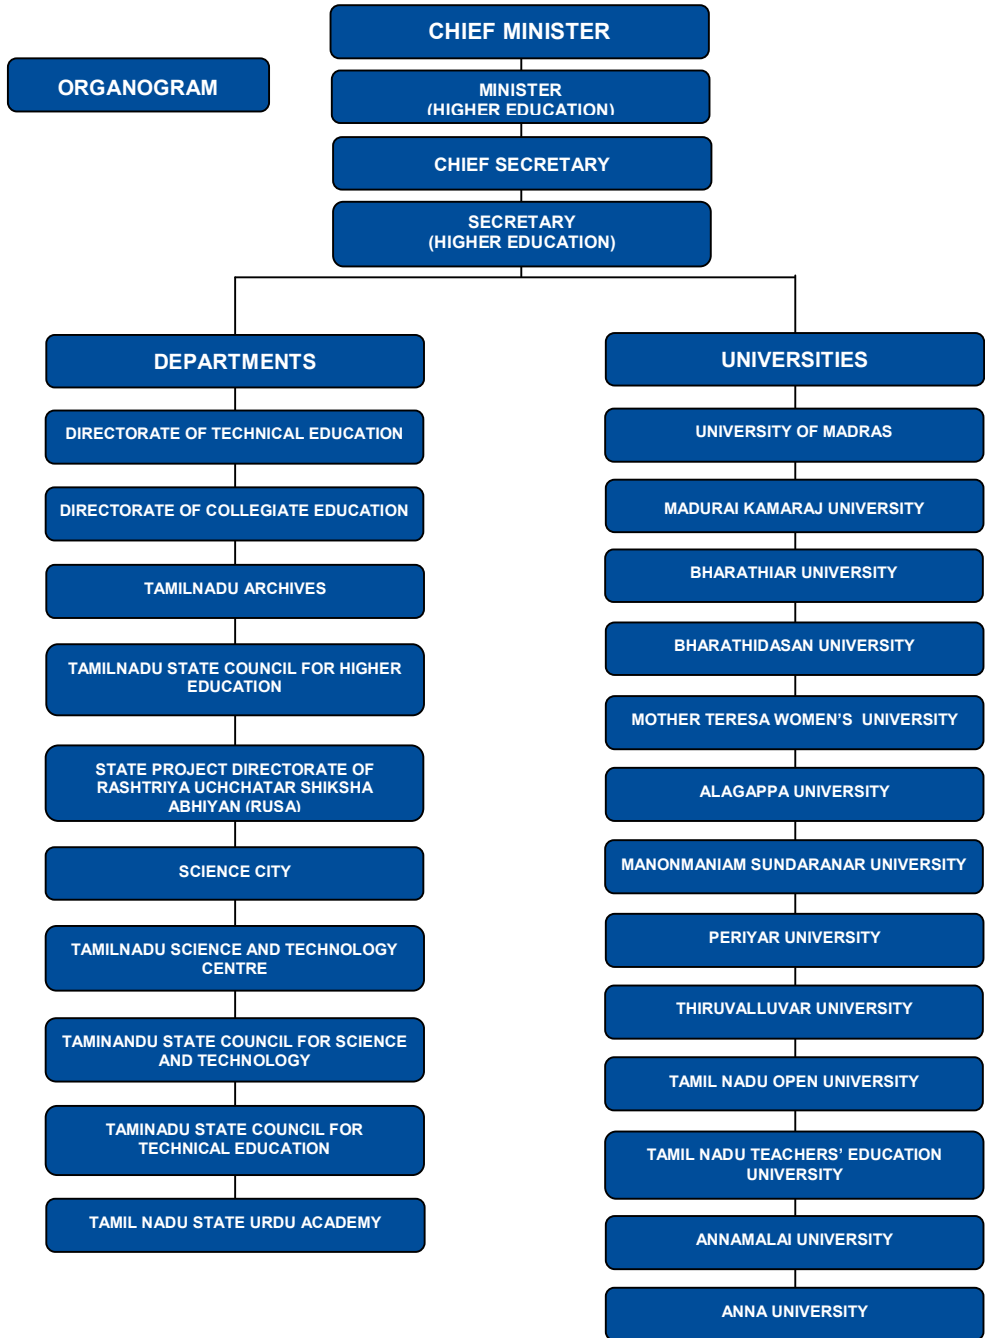 CHIEF MINISTER
ORGANOGRAM
MINISTER
(HIGHER EDUCATION)
CHIEF SECRETARY
SECRETARY
(HIGHER EDUCATION)
DEPARTMENTS
DIRECTORATE OF TECHNICAL EDUCATION
DIRECTORATE OF COLLEGIATE EDUCATION
TAMILNADU ARCHIVES
TAMILNADU STATE COUNCIL FOR HIGHER
EDUCATION
STATE PROJECT DIRECTORATE OF
RASHTRIYA UCHCHATAR SHIKSHA
ABHIYAN (RUSA)
SCIENCE CITY
TAMILNADU SCIENCE AND TECHNOLOGY
CENTRE
TAMINANDU STATE COUNCIL FOR SCIENCE
AND TECHNOLOGY
TAMINADU STATE COUNCIL FOR
TECHNICAL EDUCATION
TAMIL NADU STATE URDU ACADEMY
UNIVERSITIES
UNIVERSITY OF MADRAS
MADURAI KAMARAJ UNIVERSITY
BHARATHIAR UNIVERSITY
BHARATHIDASAN UNIVERSITY
MOTHER TERESA WOMEN’S UNIVERSITY
ALAGAPPA UNIVERSITY
MANONMANIAM SUNDARANAR UNIVERSITY
PERIYAR UNIVERSITY
THIRUVALLUVAR UNIVERSITY
TAMIL NADU OPEN UNIVERSITY
TAMIL NADU TEACHERS’ EDUCATION
UNIVERSITY
ANNAMALAI UNIVERSITY
ANNA UNIVERSITY